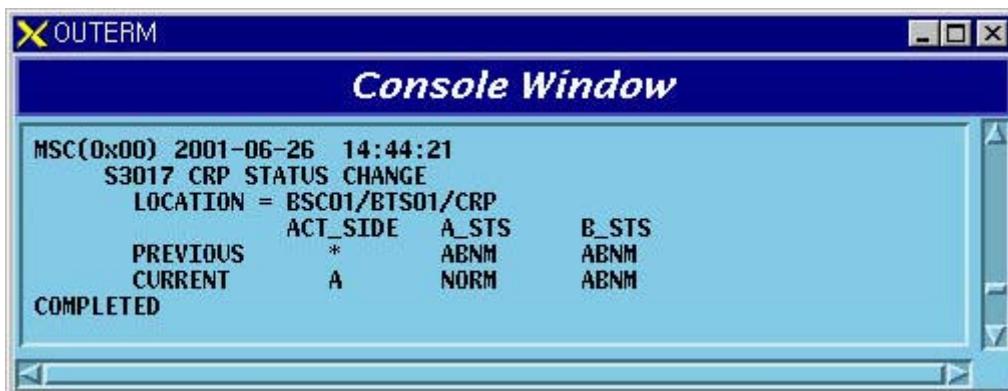 OUTERM
Console Window
MSC(0x00) 2001-06-26 14:44:21
S3017 CRP STATUS CHANGE
LOCATION = BSC01/BTS01/CRP
ACT_SIDE A_STS B_STS
PREVIOUS * ABNM ABNM
CURRENT A NORM ABNM
COMPLETED